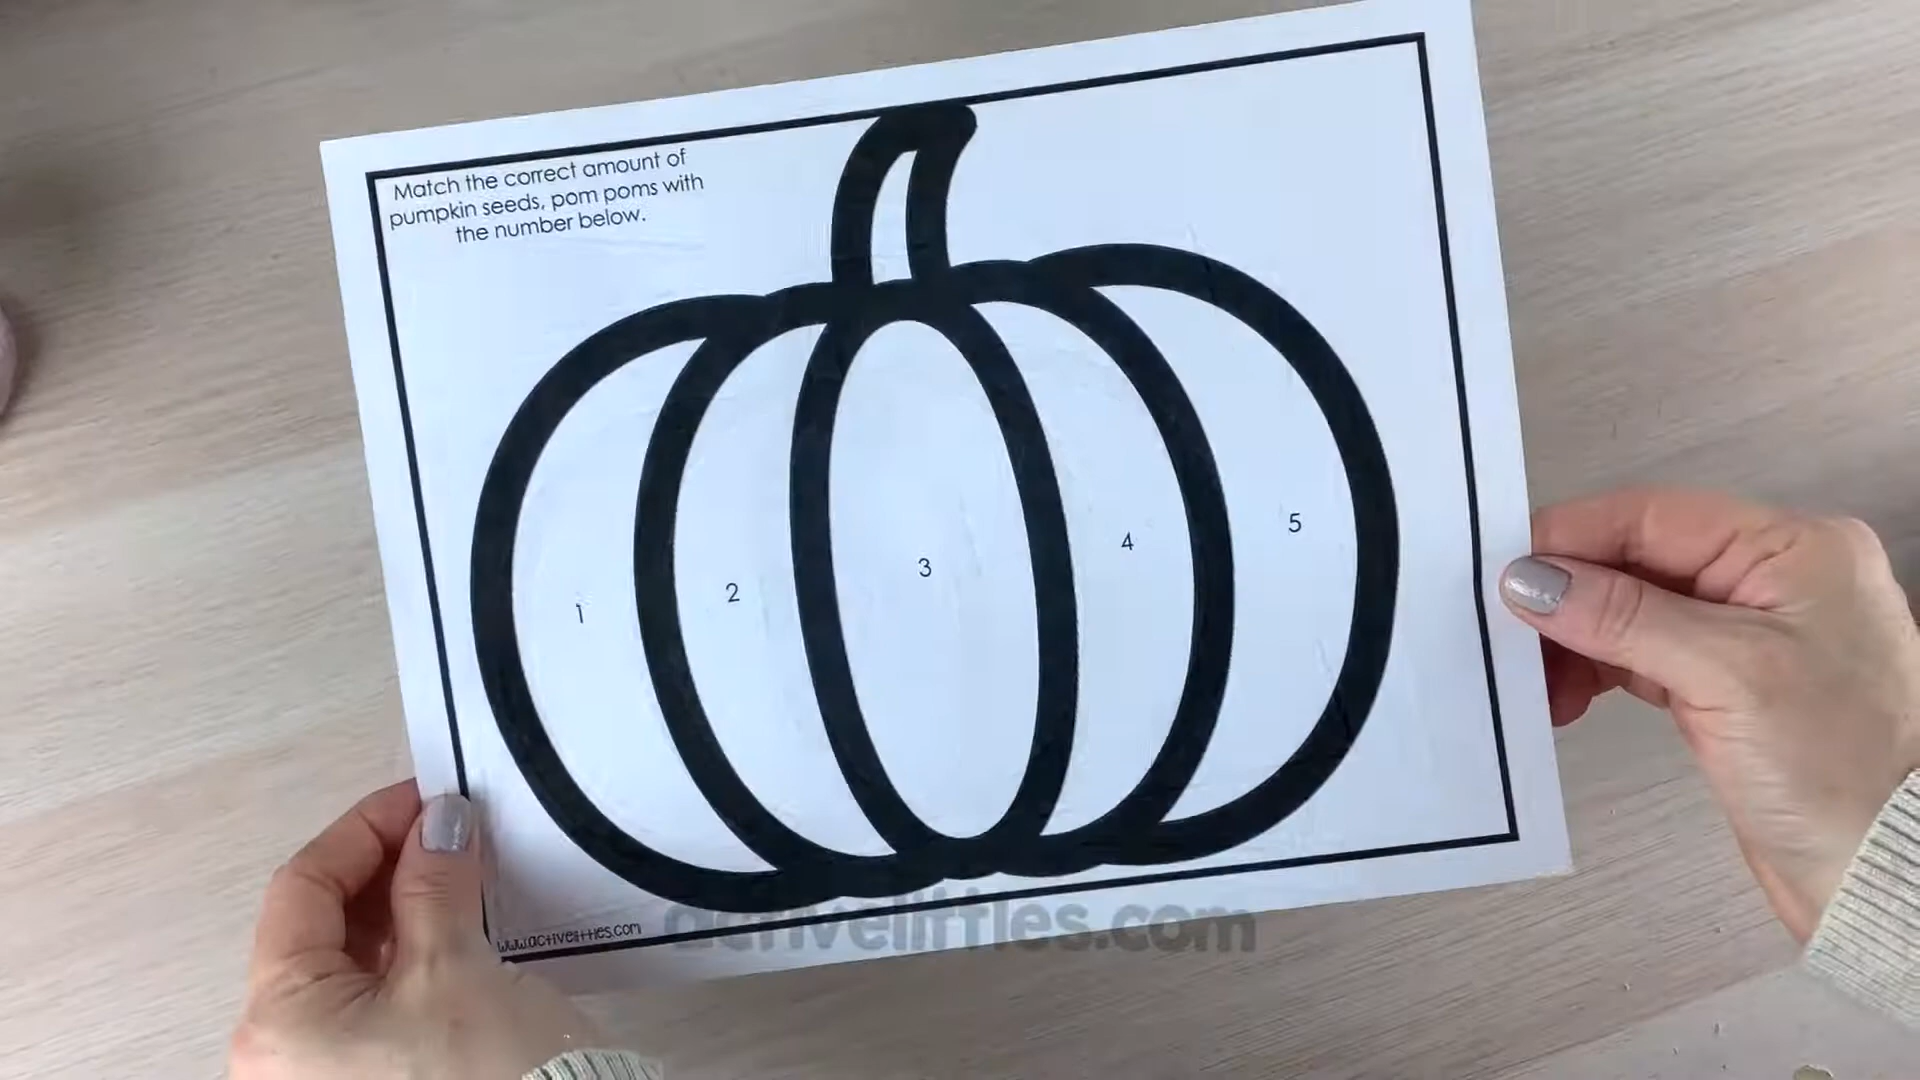 Match the correct amount of
pumpkin seeds, pom poms with
the number below.
1
2
3
4
5
www.activelittles.com
activelittles.com